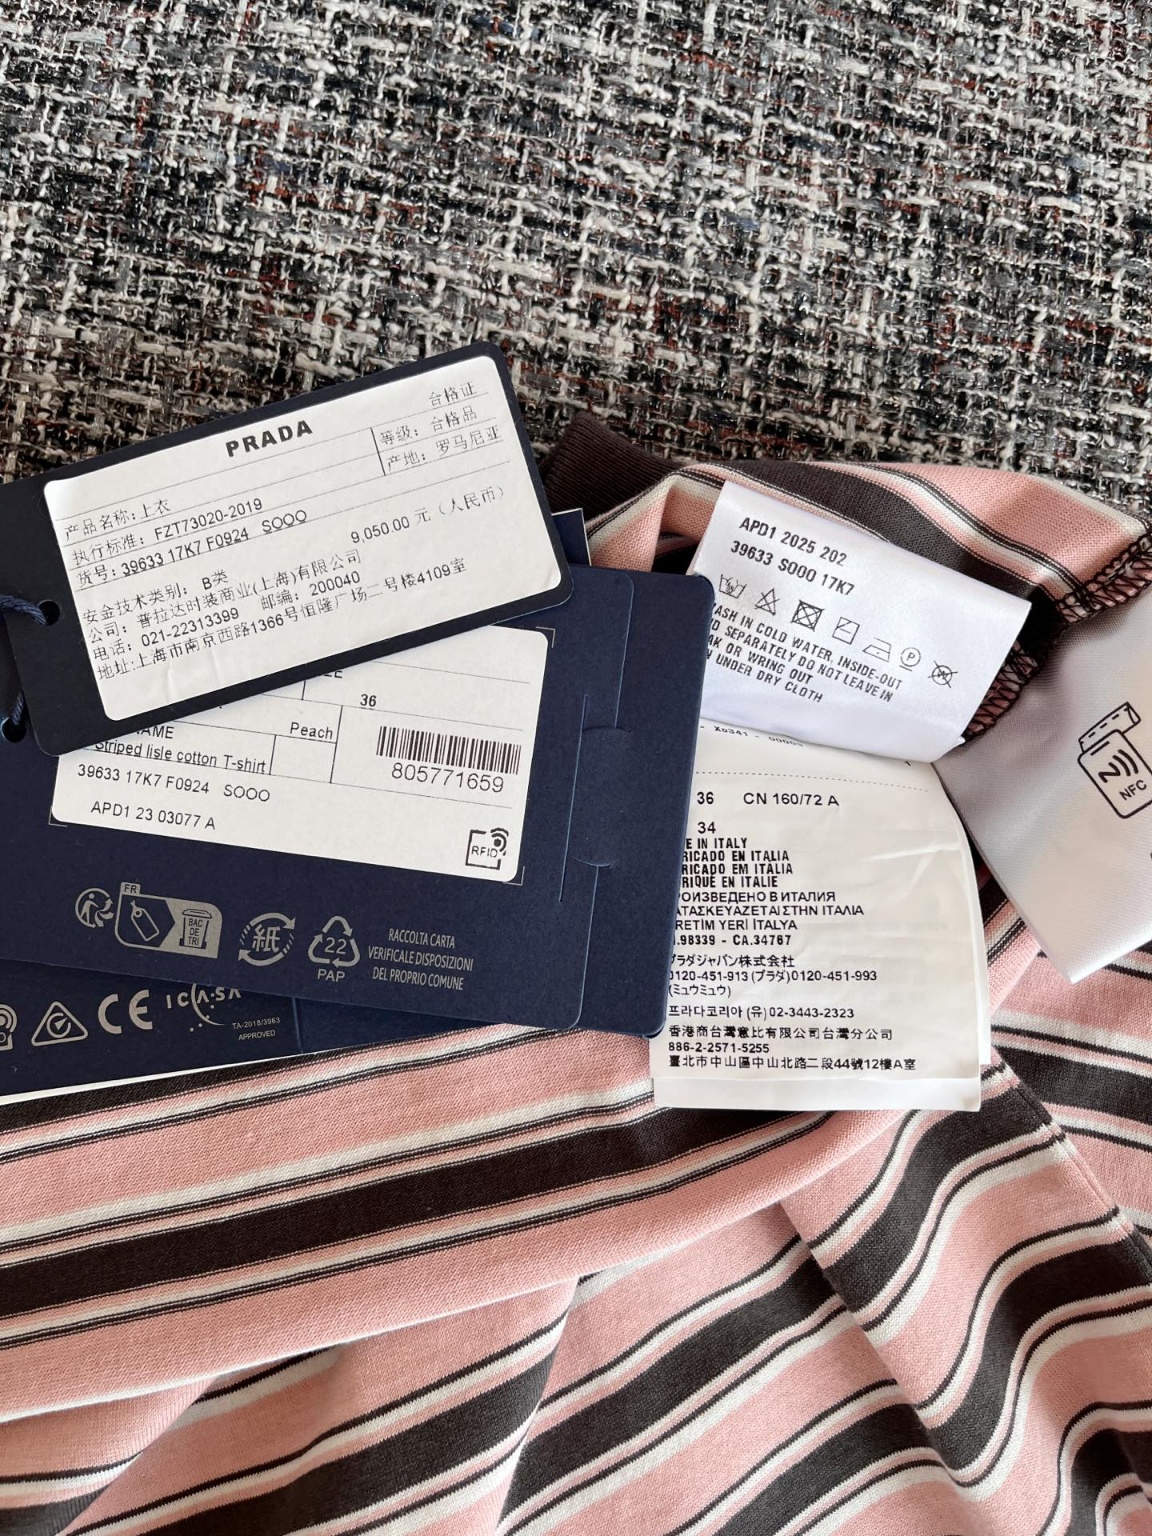 合格证
PRADA
等级: 合格品
产地: 罗马尼亚
产品名称: 上衣
执行标准: FZT73020-2019
货号: 39633 17K7 F0924 SOOO
9,050.00 元 (人民币)
安全技术类别: B类
公司: 普拉达时装商业(上海)有限公司
电话: 021-22313399 邮编: 200040
地址: 上海市南京西路1366号恒隆广场二号楼4109室
36
Peach
Striped lisle cotton T-shirt
805771659
39633 17K7 F0924 SOOO
APD1 23 03077 A
RFID
FR
BAC
DE
TRI
紙
22
PAP
RACCOLTA CARTA
VERIFICALE DISPOSIZIONI
DEL PROPRIO COMUNE
CE
ICASA
TA-2018/3963
APPROVED
APD1 2025 202
39633 S000 17K7
P
IN COLD WATER, INSIDE-OUT
SEPARATELY DO NOT LEAVE IN
OR WRING OUT
UNDER DRY CLOTH
NFC
36 CN 160/72 A
34
IN ITALY
EN ITALIA
EM ITALIA
EN ITALIE
В ИТАЛИЯ
ΣΤΗΝ ΙΤΑΛΙΑ
YERİ İTALYA
CA.34767
プラダジャパン株式会社
0120-451-913 (プラダ)0120-451-993
(ミュウミュウ)
프라다코리아 (유) 02-3443-2323
香港商台灣意比有限公司台灣分公司
886-2-2571-5255
臺北市中山區中山北路二段44號12樓A室